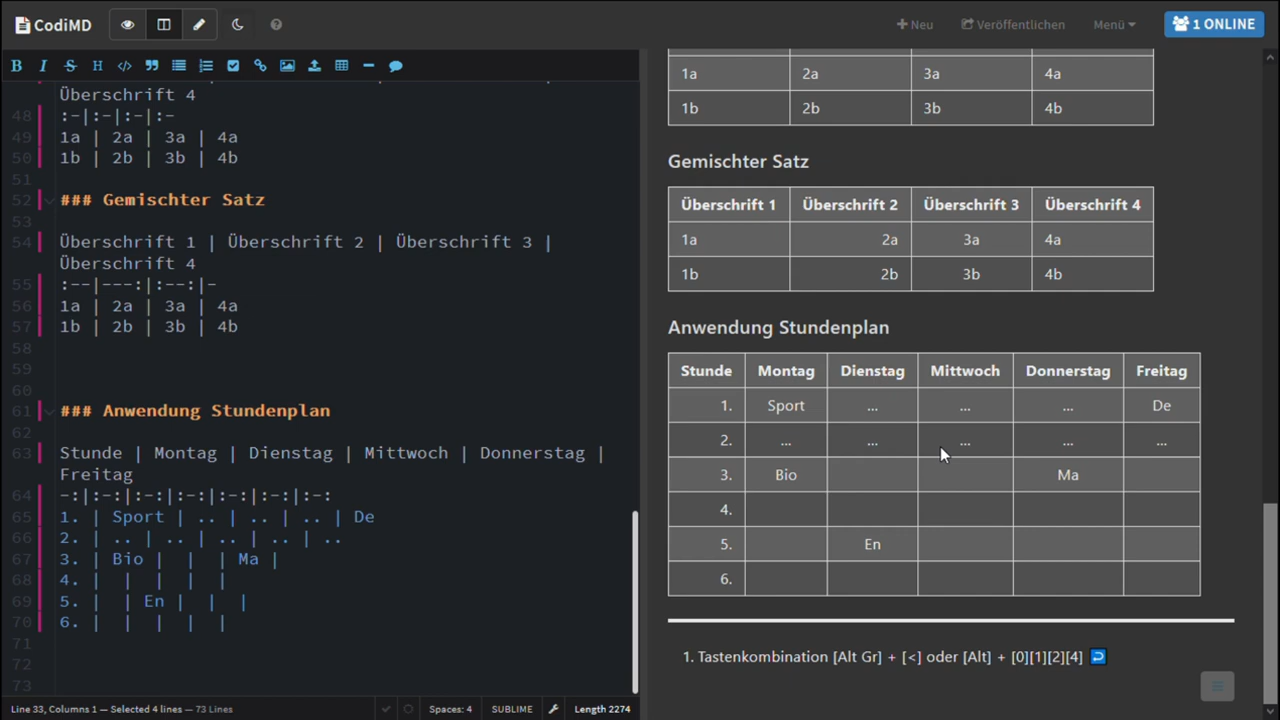 CodiMD
Neu
Veröffentlichen
Menü
1 ONLINE
B I S H
Überschrift 4
48 :-|:-|:-|:-
49 1a | 2a | 3a | 4a
50 1b | 2b | 3b | 4b
51
52 ### Gemischter Satz
53
54 Überschrift 1 | Überschrift 2 | Überschrift 3 |
Überschrift 4
55 :--|---:|:--:|-
56 1a | 2a | 3a | 4a
57 1b | 2b | 3b | 4b
58
59
60
61 ### Anwendung Stundenplan
62
63 Stunde | Montag | Dienstag | Mittwoch | Donnerstag |
Freitag
64 -:|:-:|:-:|:-:|:-:|:-:
65 1. | Sport | .. | .. | .. | De
66 2. | .. | .. | .. | .. | ..
67 3. | Bio | | | Ma |
68 4. | | | | |
69 5. | | En | | |
70 6. | | | | |
71
72
73
Line 33, Columns 1 — Selected 4 lines — 73 Lines
Spaces: 4
SUBLIME
Length 2274
1a 2a 3a 4a
1b 2b 3b 4b
Gemischter Satz
Überschrift 1 Überschrift 2 Überschrift 3 Überschrift 4
1a 2a 3a 4a
1b 2b 3b 4b
Anwendung Stundenplan
Stunde Montag Dienstag Mittwoch Donnerstag Freitag
1. Sport ... ... ... De
2. ... ... ... ... ...
3. Bio Ma
4.
5. En
6.
1. Tastenkombination [Alt Gr] + [<] oder [Alt] + [0][1][2][4]